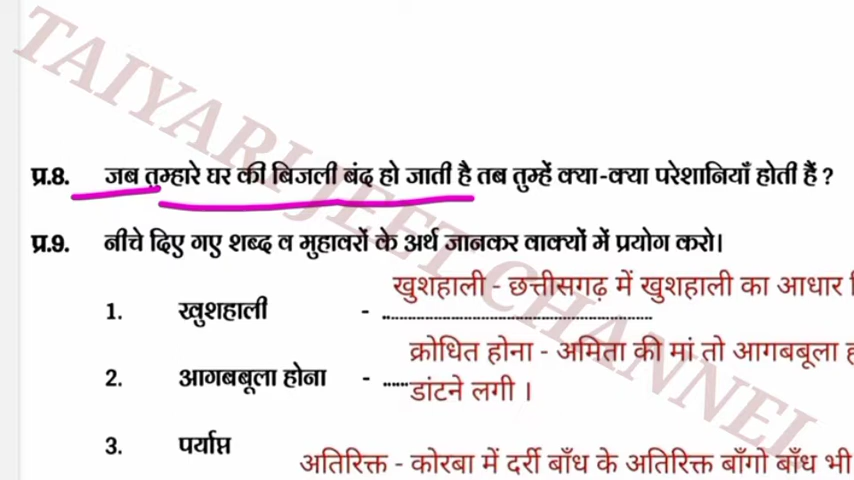 TAIYARI JEET CHANNEL
प्र.8. जब तुम्हारे घर की बिजली बंद हो जाती है तब तुम्हें क्या-क्या परेशानियाँ होती हैं ?
प्र.9. नीचे दिए गए शब्द व मुहावरों के अर्थ जानकर वाक्यों में प्रयोग करो।
खुशहाली - छत्तीसगढ़ में खुशहाली का आधार
1. खुशहाली - ................................................................
क्रोधित होना - अमिता की मां तो आगबबूला
2. आगबबूला होना - ...... डांटने लगी ।
3. पर्याप्त
अतिरिक्त - कोरबा में दर्री बाँध के अतिरिक्त बाँगो बाँध भी